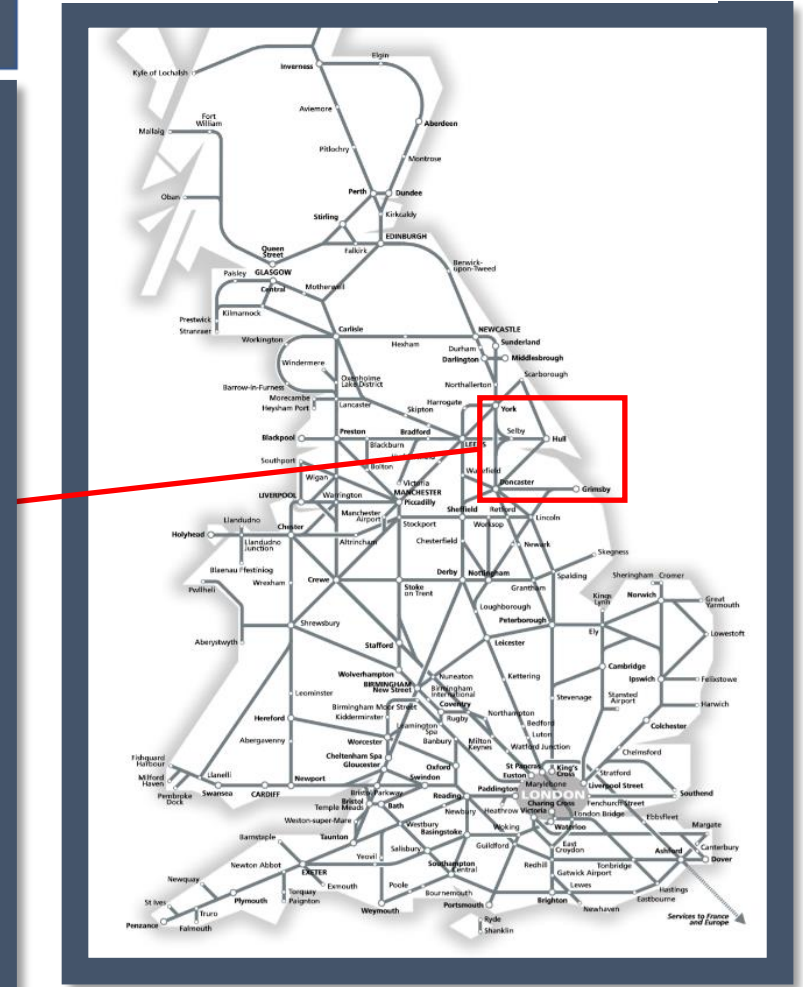 Elgin
Inverness
Kyle of Lochalsh
Aviemore
Fort
William
Mallaig
Aberdeen
Pitlochry
Montrose
Perth
Dundee
Oban
Stirling
Kirkcaldy
EDINBURGH
Queen
Street
Falkirk
Berwick-
upon-Tweed
Paisley
GLASGOW
Central
Motherwell
Prestwick
Kilmarnock
Stranraer
Carlisle
NEWCASTLE
Workington
Hexham
Durham
Sunderland
Darlington
Middlesbrough
Windermere
Scarborough
Oxenholme
Lake District
Northallerton
Barrow-in-Furness
Morecambe
Heysham Port
Lancaster
Harrogate
York
Skipton
Blackpool
Preston
Bradford
LEEDS
Selby
Hull
Blackburn
Southport
Bolton
Wakefield
Wigan
Victoria
Doncaster
Grimsby
LIVERPOOL
Warrington
MANCHESTER
Piccadilly
Manchester
Airport
Sheffield
Retford
Lincoln
Llandudno
Stockport
Worksop
Holyhead
Chester
Llandudno
Junction
Altrincham
Chesterfield
Newark
Skegness
Blaenau Ffestiniog
Wrexham
Crewe
Stoke
on Trent
Derby
Nottingham
Grantham
Spalding
Sheringham
Cromer
Pwllheli
Kings
Lynn
Norwich
Great
Yarmouth
Loughborough
Shrewsbury
Peterborough
Ely
Lowestoft
Aberystwyth
Stafford
Leicester
Cambridge
Wolverhampton
Nuneaton
Kettering
Ipswich
Felixstowe
BIRMINGHAM
New Street
Birmingham
International
Leominster
Stevenage
Stansted
Airport
Birmingham Moor Street
Coventry
Harwich
Hereford
Kidderminster
Rugby
Northampton
Leamington
Spa
Bedford
Colchester
Abergavenny
Worcester
Banbury
Milton
Keynes
Luton
Watford Junction
Chelmsford
Cheltenham Spa
Gloucester
Fishguard
Harbour
Oxford
St Pancras
Euston
King's
Cross
Stratford
Milford
Haven
Llanelli
Newport
Swindon
Marylebone
Liverpool Street
Pembroke
Dock
Swansea
CARDIFF
Bristol Parkway
Reading
Paddington
LONDON
Southend
Bristol
Temple Meads
Bath
Newbury
Heathrow
Victoria
Charing Cross
Fenchurch Street
London Bridge
Ebbsfleet
Weston-super-Mare
Westbury
Waterloo
Margate
Barnstaple
Taunton
Basingstoke
Woking
East
Croydon
Canterbury
Salisbury
Guildford
Ashford
Newton Abbot
Yeovil
Southampton
Central
Redhill
Tonbridge
Dover
Newquay
EXETER
Gatwick Airport
Exmouth
Poole
Lewes
Hastings
St Ives
Plymouth
Torquay
Paignton
Bournemouth
Eastbourne
Truro
Weymouth
Portsmouth
Brighton
Newhaven
Penzance
Falmouth
Ryde
Shanklin
Services to France
and Europe